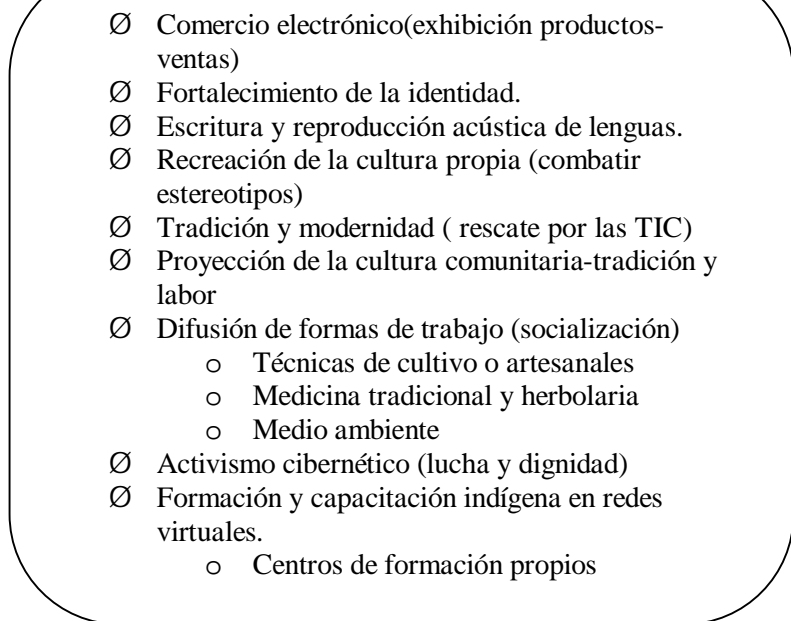 Ø Comercio electrónico(exhibición productos-
ventas)
Ø Fortalecimiento de la identidad.
Ø Escritura y reproducción acústica de lenguas.
Ø Recreación de la cultura propia (combatir
estereotipos)
Ø Tradición y modernidad ( rescate por las TIC)
Ø Proyección de la cultura comunitaria-tradición y
labor
Ø Difusión de formas de trabajo (socialización)
o Técnicas de cultivo o artesanales
o Medicina tradicional y herbolaria
o Medio ambiente
Ø Activismo cibernético (lucha y dignidad)
Ø Formación y capacitación indígena en redes
virtuales.
o Centros de formación propios